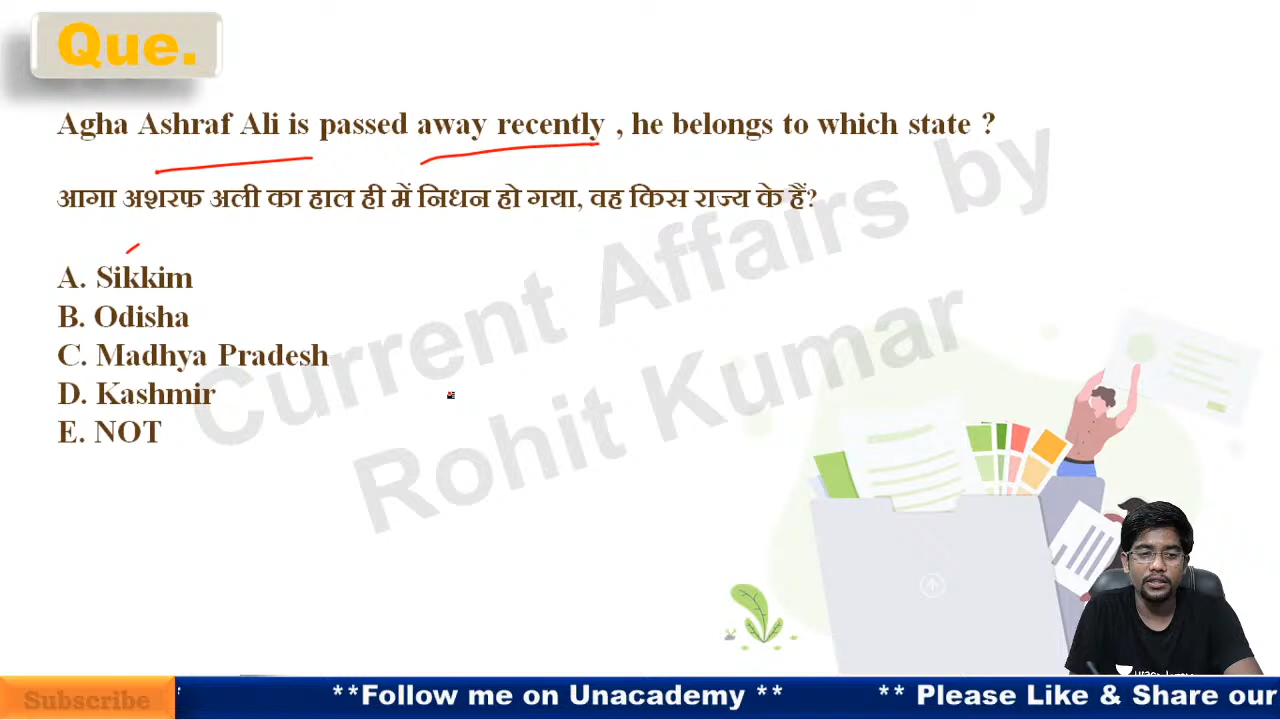 Que.
Agha Ashraf Ali is passed away recently , he belongs to which state ?
आगा अशरफ अली का हाल ही में निधन हो गया, वह किस राज्य के हैं?
A. Sikkim
B. Odisha
C. Madhya Pradesh
D. Kashmir
E. NOT
Current Affairs by
Rohit Kumar
Subscribe
**Follow me on Unacademy ** ** Please Like & Share our